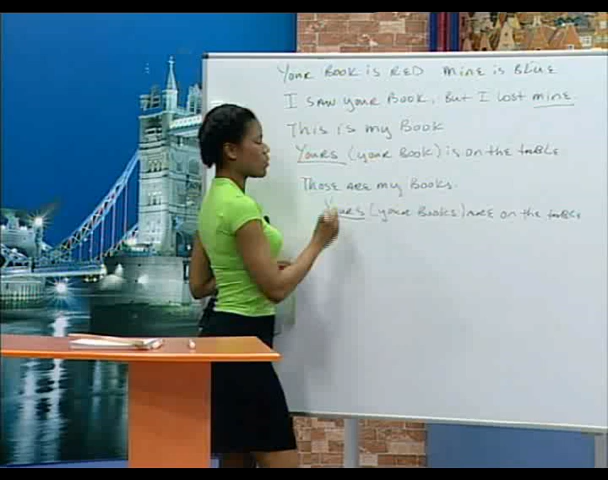 Your Book is RED mine is Blue
I saw your Book, But I lost mine.
This is my Book
Yours (your Book) is on the table
Those are my Books.
Yours (your Books) are on the table